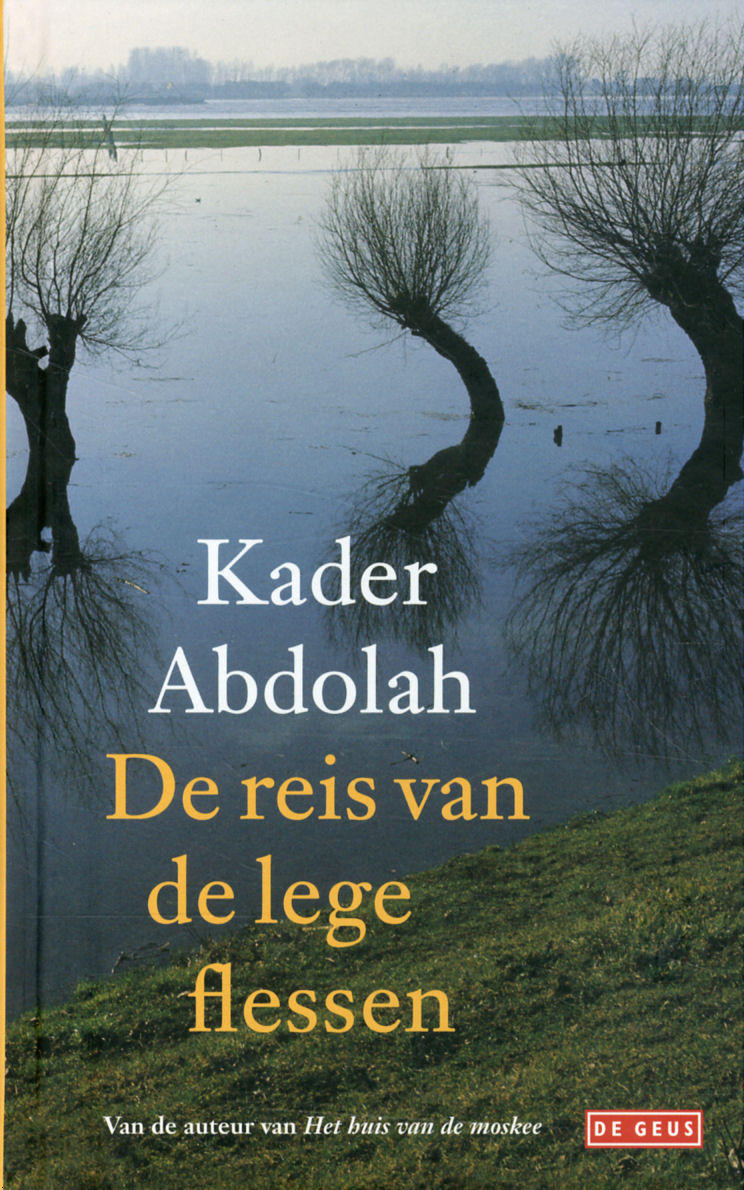 Kader
Abdolah
De reis van
de lege
flessen
Van de auteur van Het huis van de moskee
DE GEUS